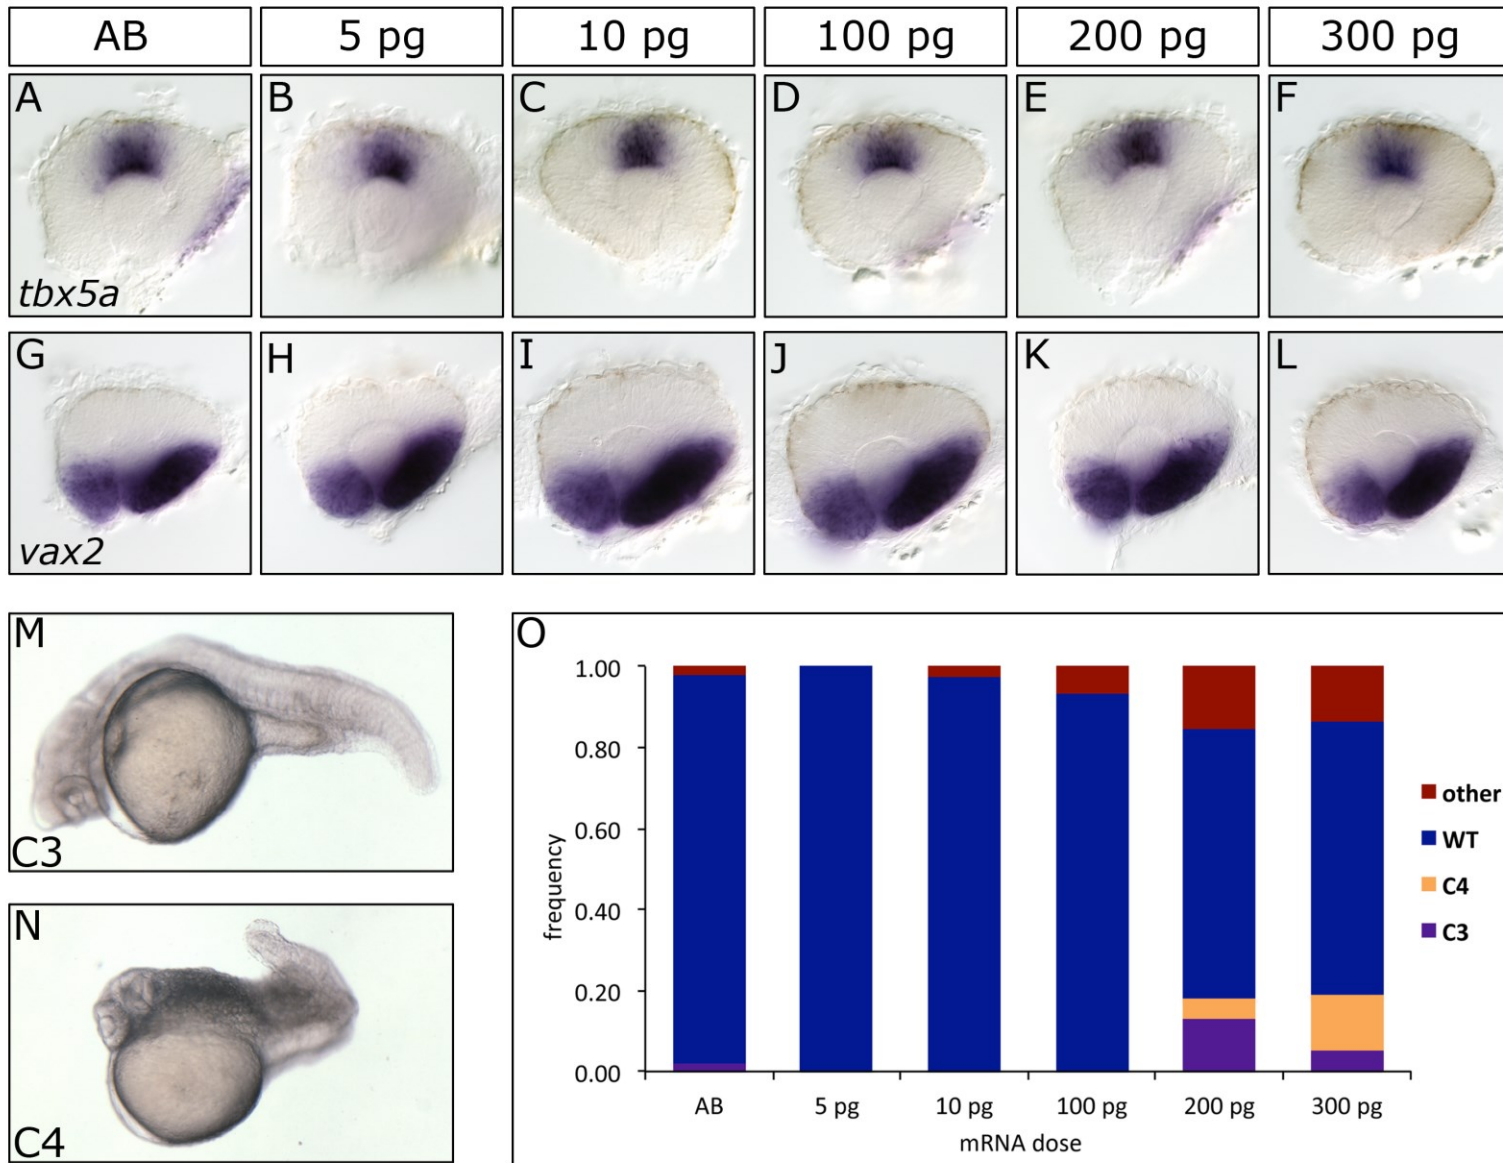 AB 5 pg 10 pg 100 pg 200 pg 300 pg
A B C D E F
tbx5a
G H I J K L
vax2
M
C3
N
C4
O
1.00
0.80
0.60
0.40
0.20
0.00
frequency
AB 5 pg 10 pg 100 pg 200 pg 300 pg
mRNA dose
other
WT
C4
C3